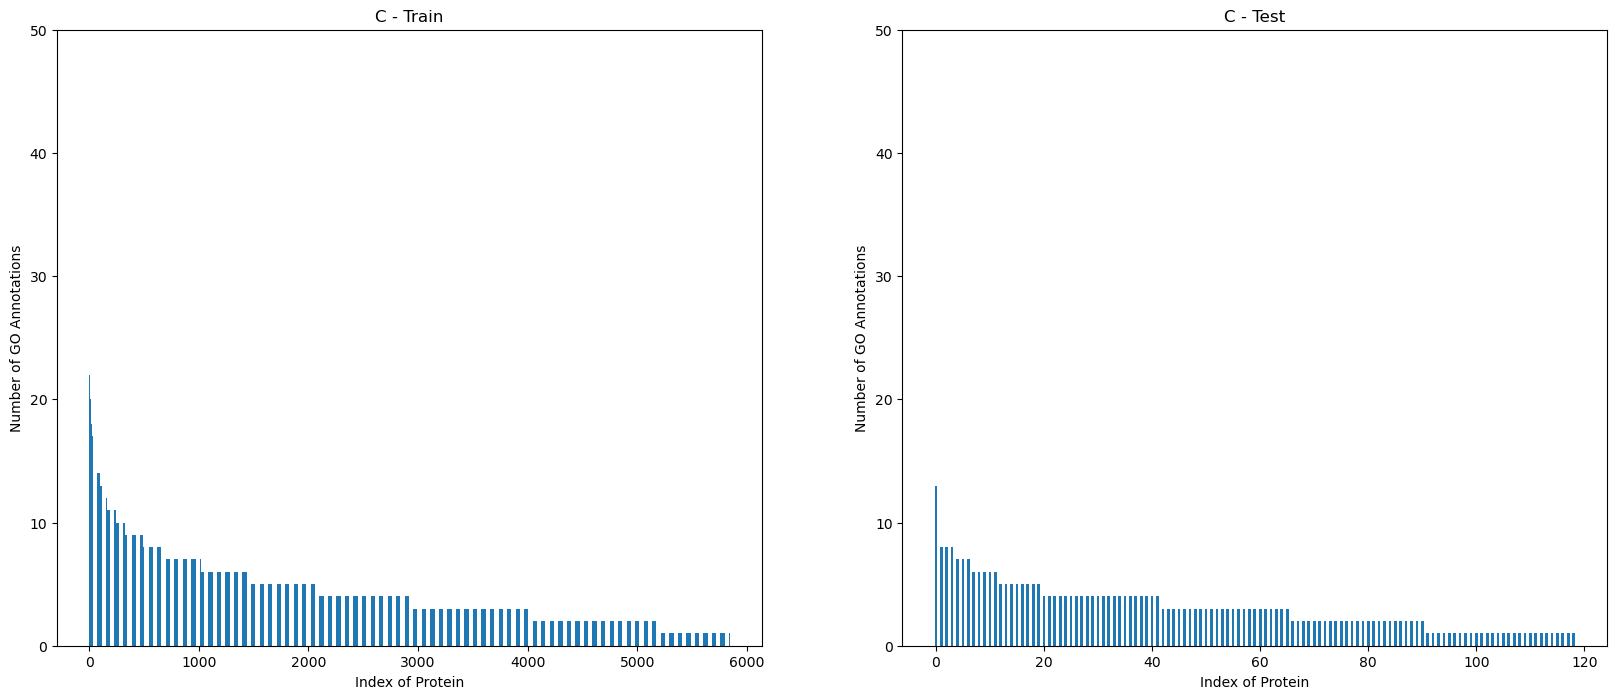 C - Train
50
40
30
20
10
0
Number of GO Annotations
0 1000 2000 3000 4000 5000 6000
Index of Protein
C - Test
50
40
30
20
10
0
Number of GO Annotations
0 20 40 60 80 100 120
Index of Protein